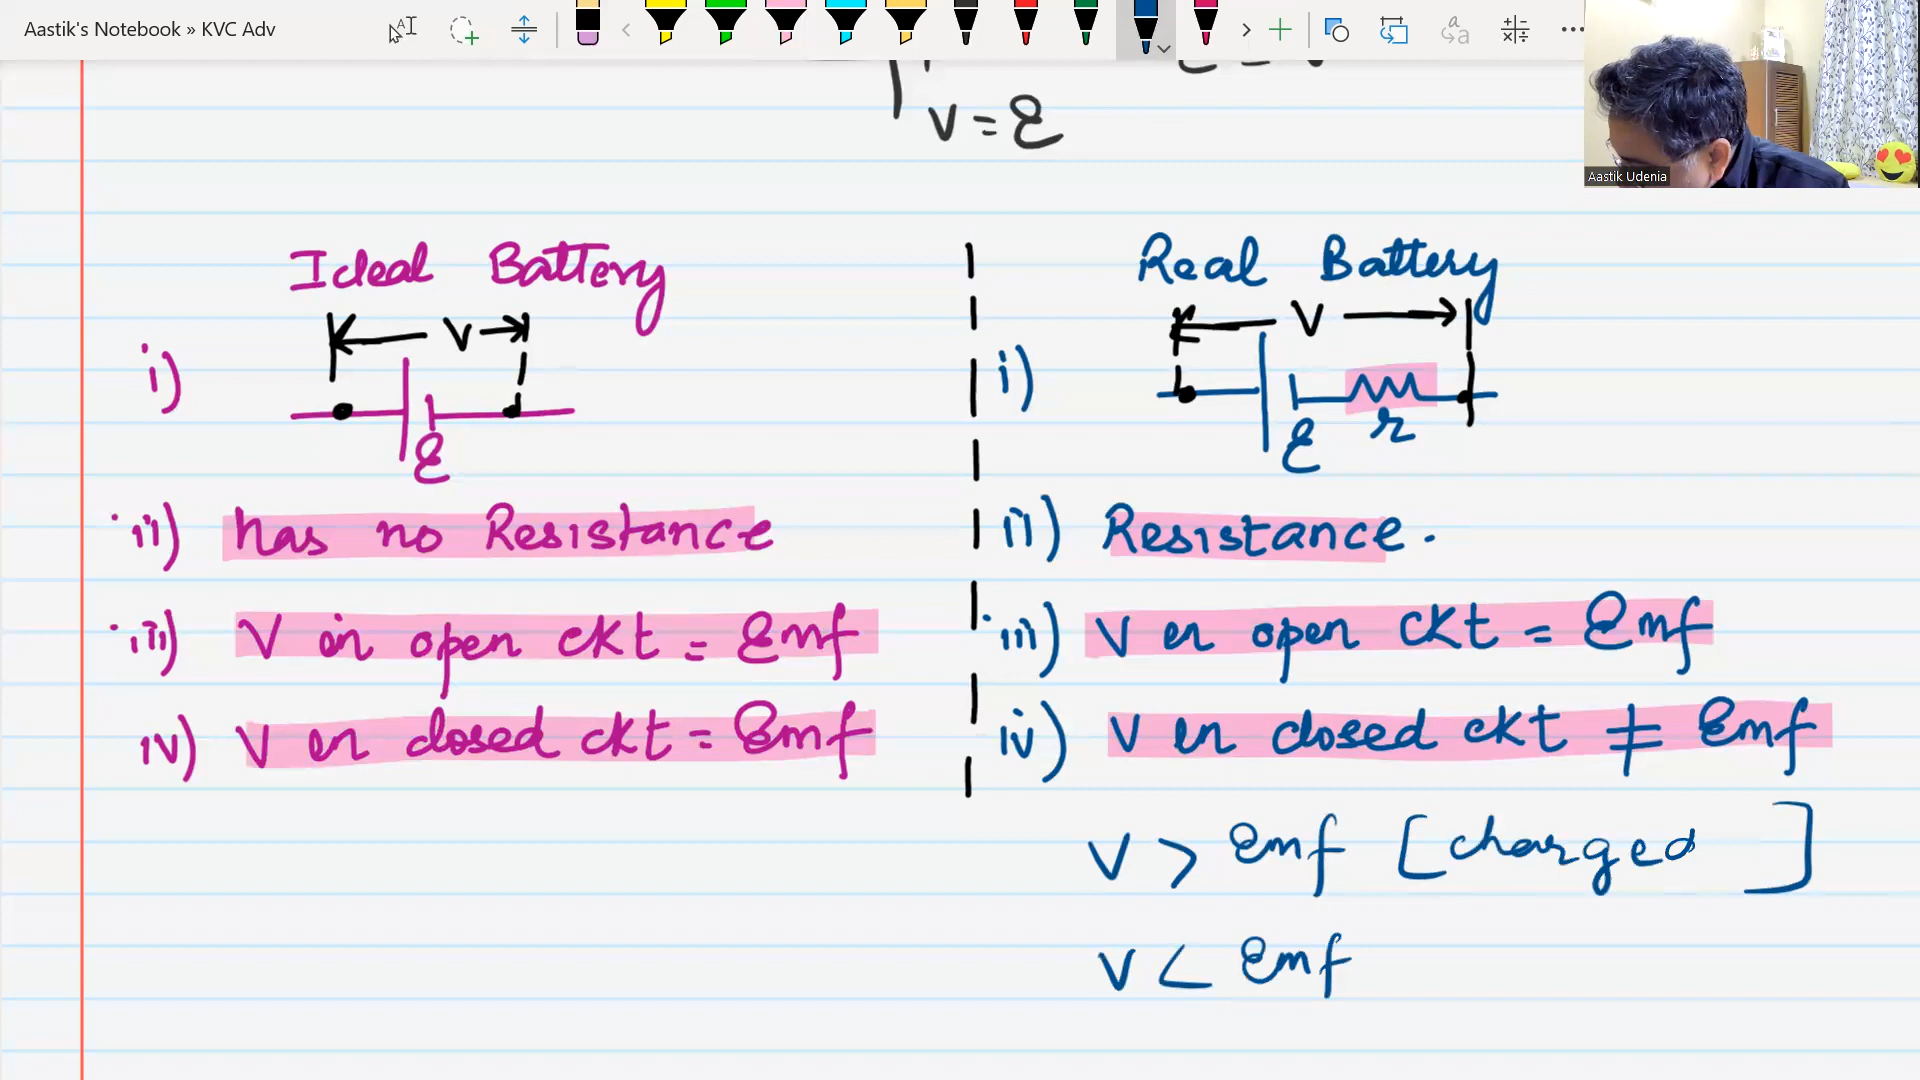 Aastik's Notebook » KVC Adv
Aastik Udenia
V = Ɛ
Ideal Battery
i)
V
Ɛ
ii) has no Resistance
iii) V in open ckt = Emf
iv) V in closed ckt = Emf
Real Battery
i)
V
Ɛ r
ii) Resistance.
iii) V in open ckt = Emf
iv) V in closed ckt ≠ Emf
V > Emf [charged ]
V < Emf